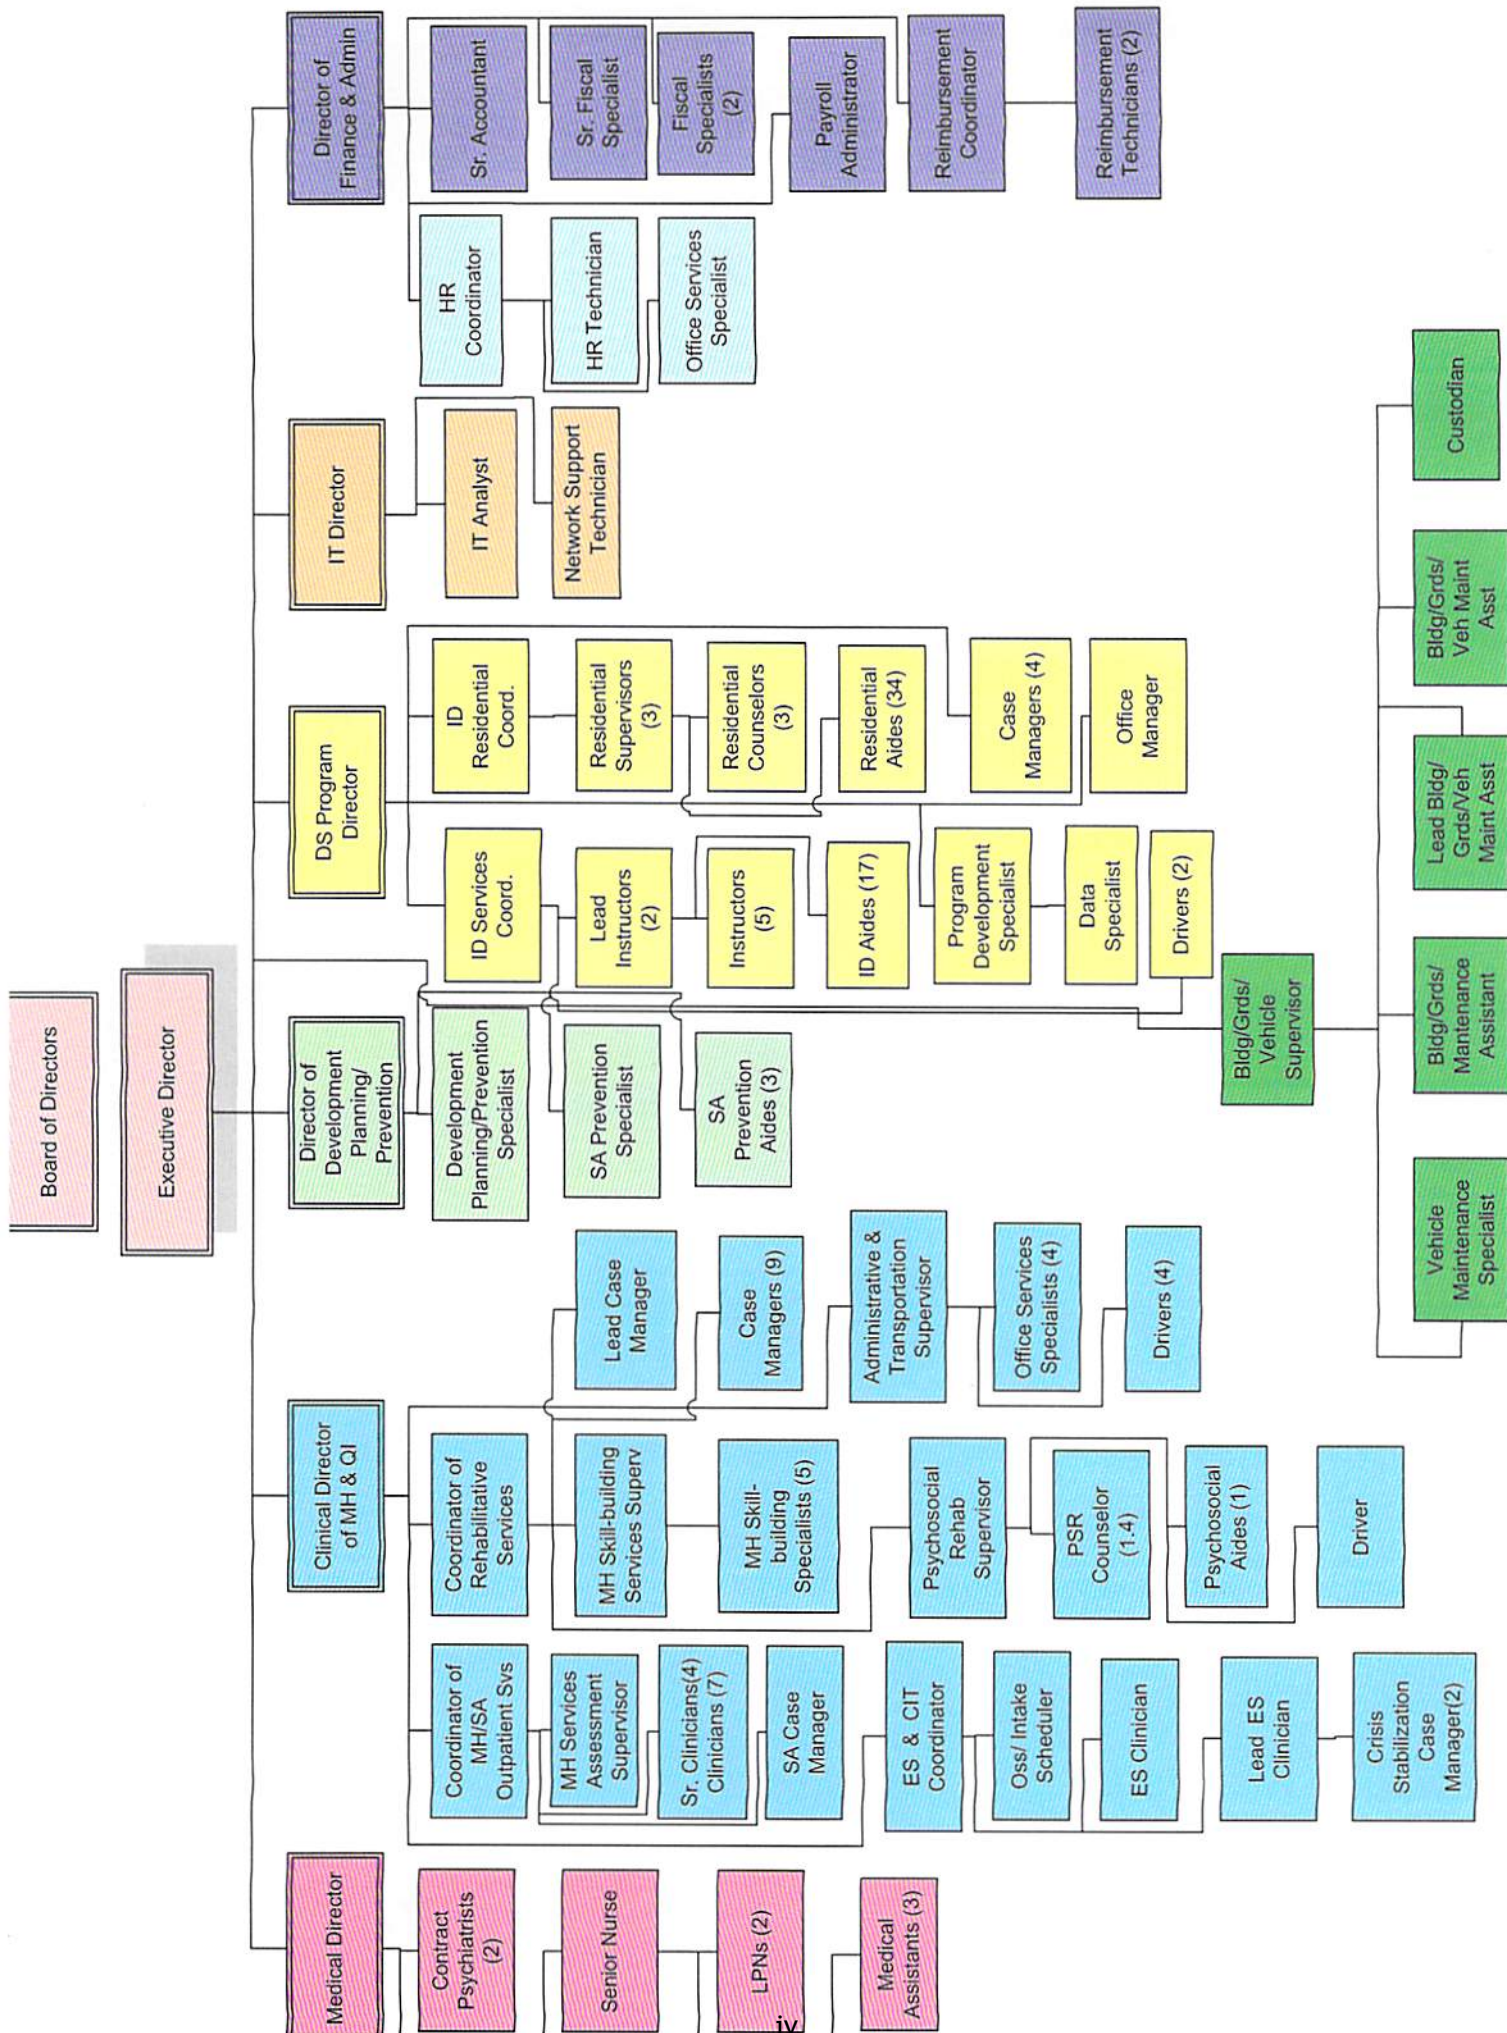 Board of Directors
Executive Director
Medical Director
Contract
Psychiatrists
(2)
Senior Nurse
LPNs (2)
Medical
Assistants (3)
Clinical Director
of MH & QI
Coordinator of
MH/SA
Outpatient Svs
MH Services
Assessment
Supervisor
Sr. Clinicians(4)
Clinicians (7)
SA Case
Manager
ES & CIT
Coordinator
Oss/ Intake
Scheduler
ES Clinician
Lead ES
Clinician
Crisis
Stabilization
Case
Manager(2)
Coordinator of
Rehabilitative
Services
MH Skill-building
Services Superv
MH Skill-
building
Specialists (5)
Psychosocial
Rehab
Supervisor
PSR
Counselor
(1.4)
Psychosocial
Aides (1)
Driver
Lead Case
Manager
Case
Managers (9)
Administrative &
Transportation
Supervisor
Office Services
Specialists (4)
Drivers (4)
Director of
Development
Planning/
Prevention
Development
Planning/Prevention
Specialist
SA Prevention
Specialist
SA
Prevention
Aides (3)
DS Program
Director
ID Services
Coord.
Lead
Instructors
(2)
Instructors
(5)
ID Aides (17)
Program
Development
Specialist
Data
Specialist
Drivers (2)
ID
Residential
Coord.
Residential
Supervisors
(3)
Residential
Counselors
(3)
Residential
Aides (34)
Case
Managers (4)
Office
Manager
IT Director
IT Analyst
Network Support
Technician
Director of
Finance & Admin
HR
Coordinator
HR Technician
Office Services
Specialist
Sr. Accountant
Sr. Fiscal
Specialist
Fiscal
Specialists
(2)
Payroll
Administrator
Reimbursement
Coordinator
Reimbursement
Technicians (2)
Bldg/Grds/
Vehicle
Supervisor
Vehicle
Maintenance
Specialist
Bldg/Grds/
Mantenance
Assistant
Lead Bldg/
Grds/Veh
Maint Asst
Bldg/Grds/
Veh Maint
Asst
Custodian
iv